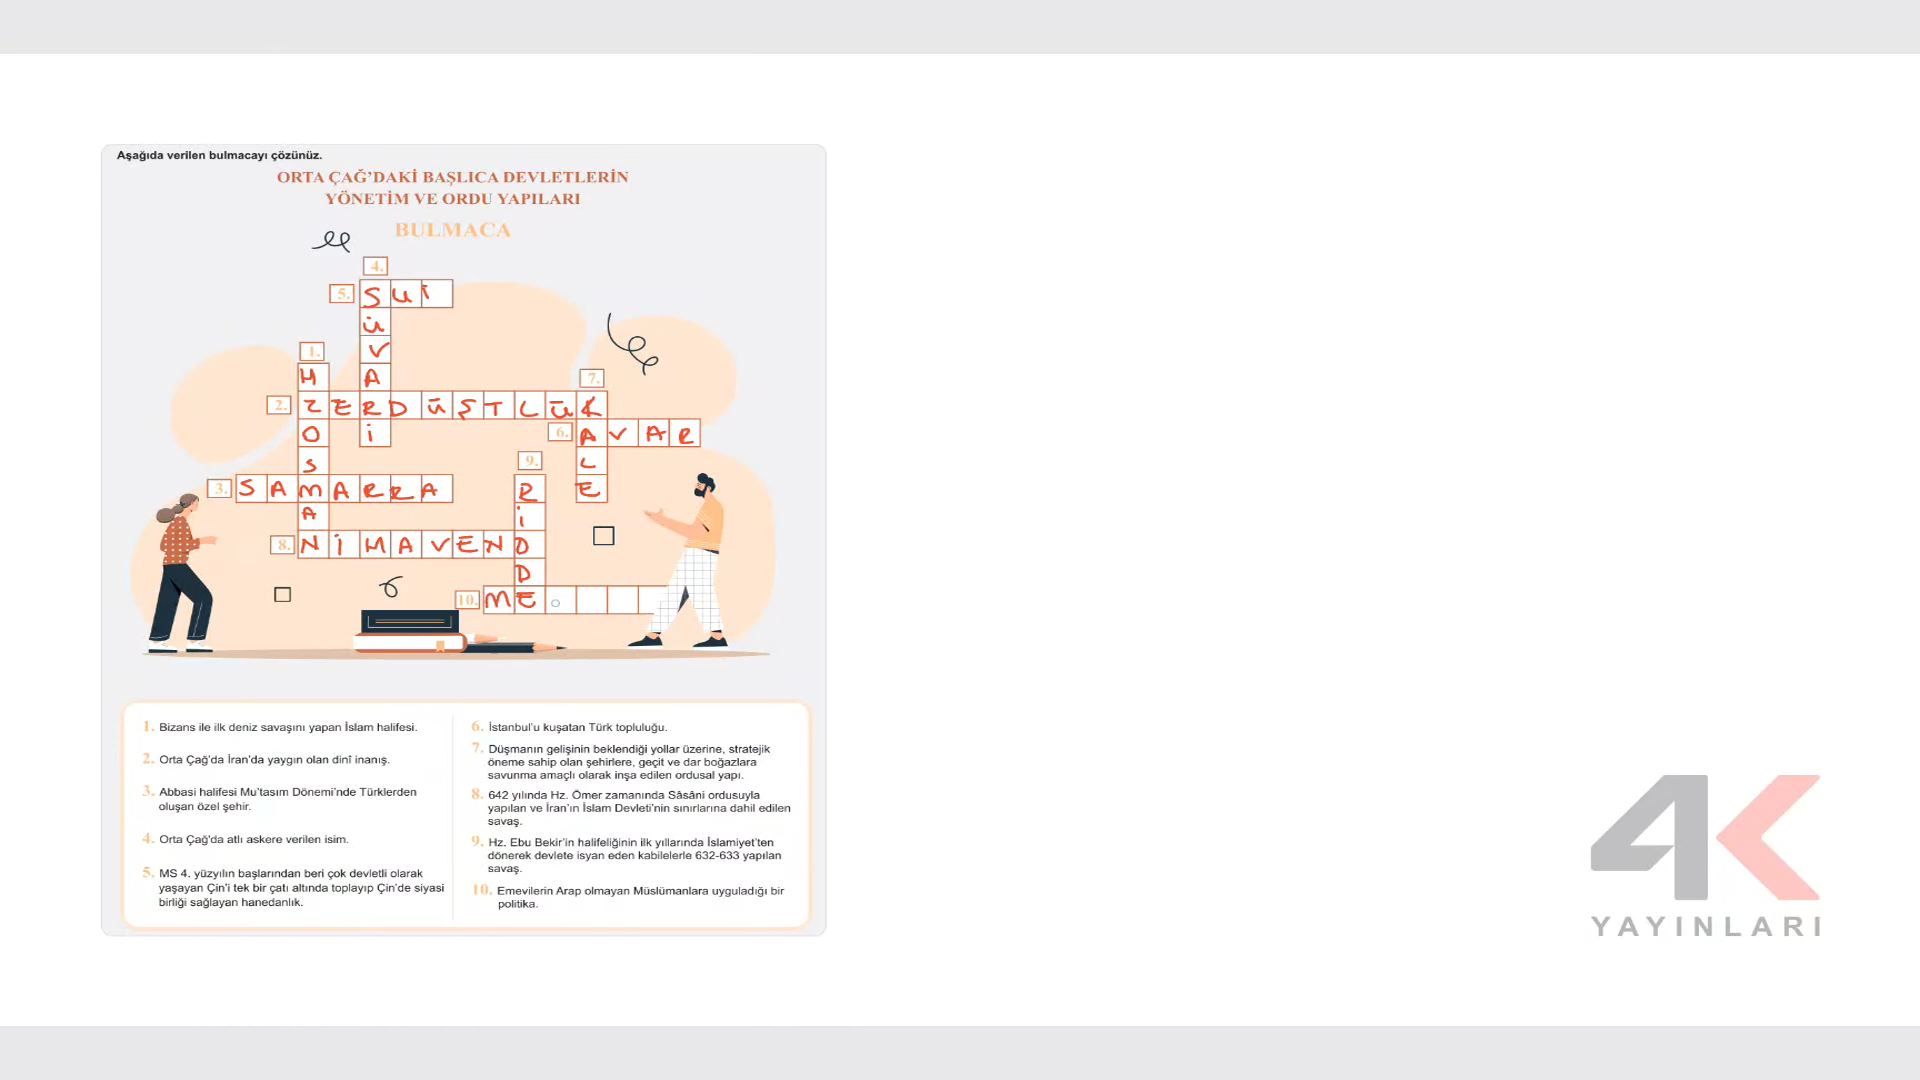 Aşağıda verilen bulmacayı çözünüz.
ORTA ÇAĞ'DAKİ BAŞLICA DEVLETLERİN
YÖNETİM VE ORDU YAPILARI
BULMACA
4.
5. SUİ
Ü
V
1.
H A
7.
2. ZERDÜŞTLÜK
O İ
6. AVAR
S L
9.
3. SAMARRA
R E
A İ
8. NİHAVEND
D
10. ME
1. Bizans ile ilk deniz savaşını yapan İslam halifesi.
2. Orta Çağ'da İran'da yaygın olan dinî inanış.
3. Abbasi halifesi Mu'tasım Dönemi'nde Türklerden
oluşan özel şehir.
4. Orta Çağ'da atlı askere verilen isim.
5. MS 4. yüzyılın başlarından beri çok devletli olarak
yaşayan Çin'i tek bir çatı altında toplayıp Çin'de siyasi
birliği sağlayan hanedanlık.
6. İstanbul'u kuşatan Türk topluluğu.
7. Düşmanın gelişinin beklendiği yollar üzerine, stratejik
öneme sahip olan şehirlere, geçit ve dar boğazlara
savunma amaçlı olarak inşa edilen ordusal yapı.
8. 642 yılında Hz. Ömer zamanında Sâsâni ordusuyla
yapılan ve İran'ın İslam Devleti'nin sınırlarına dahil edilen
savaş.
9. Hz. Ebu Bekir'in halifeliğinin ilk yıllarında İslamiyet'ten
dönerek devlete isyan eden kabilelerle 632-633 yapılan
savaş.
10. Emevilerin Arap olmayan Müslümanlara uyguladığı bir
politika.
4K
YAYINLARI